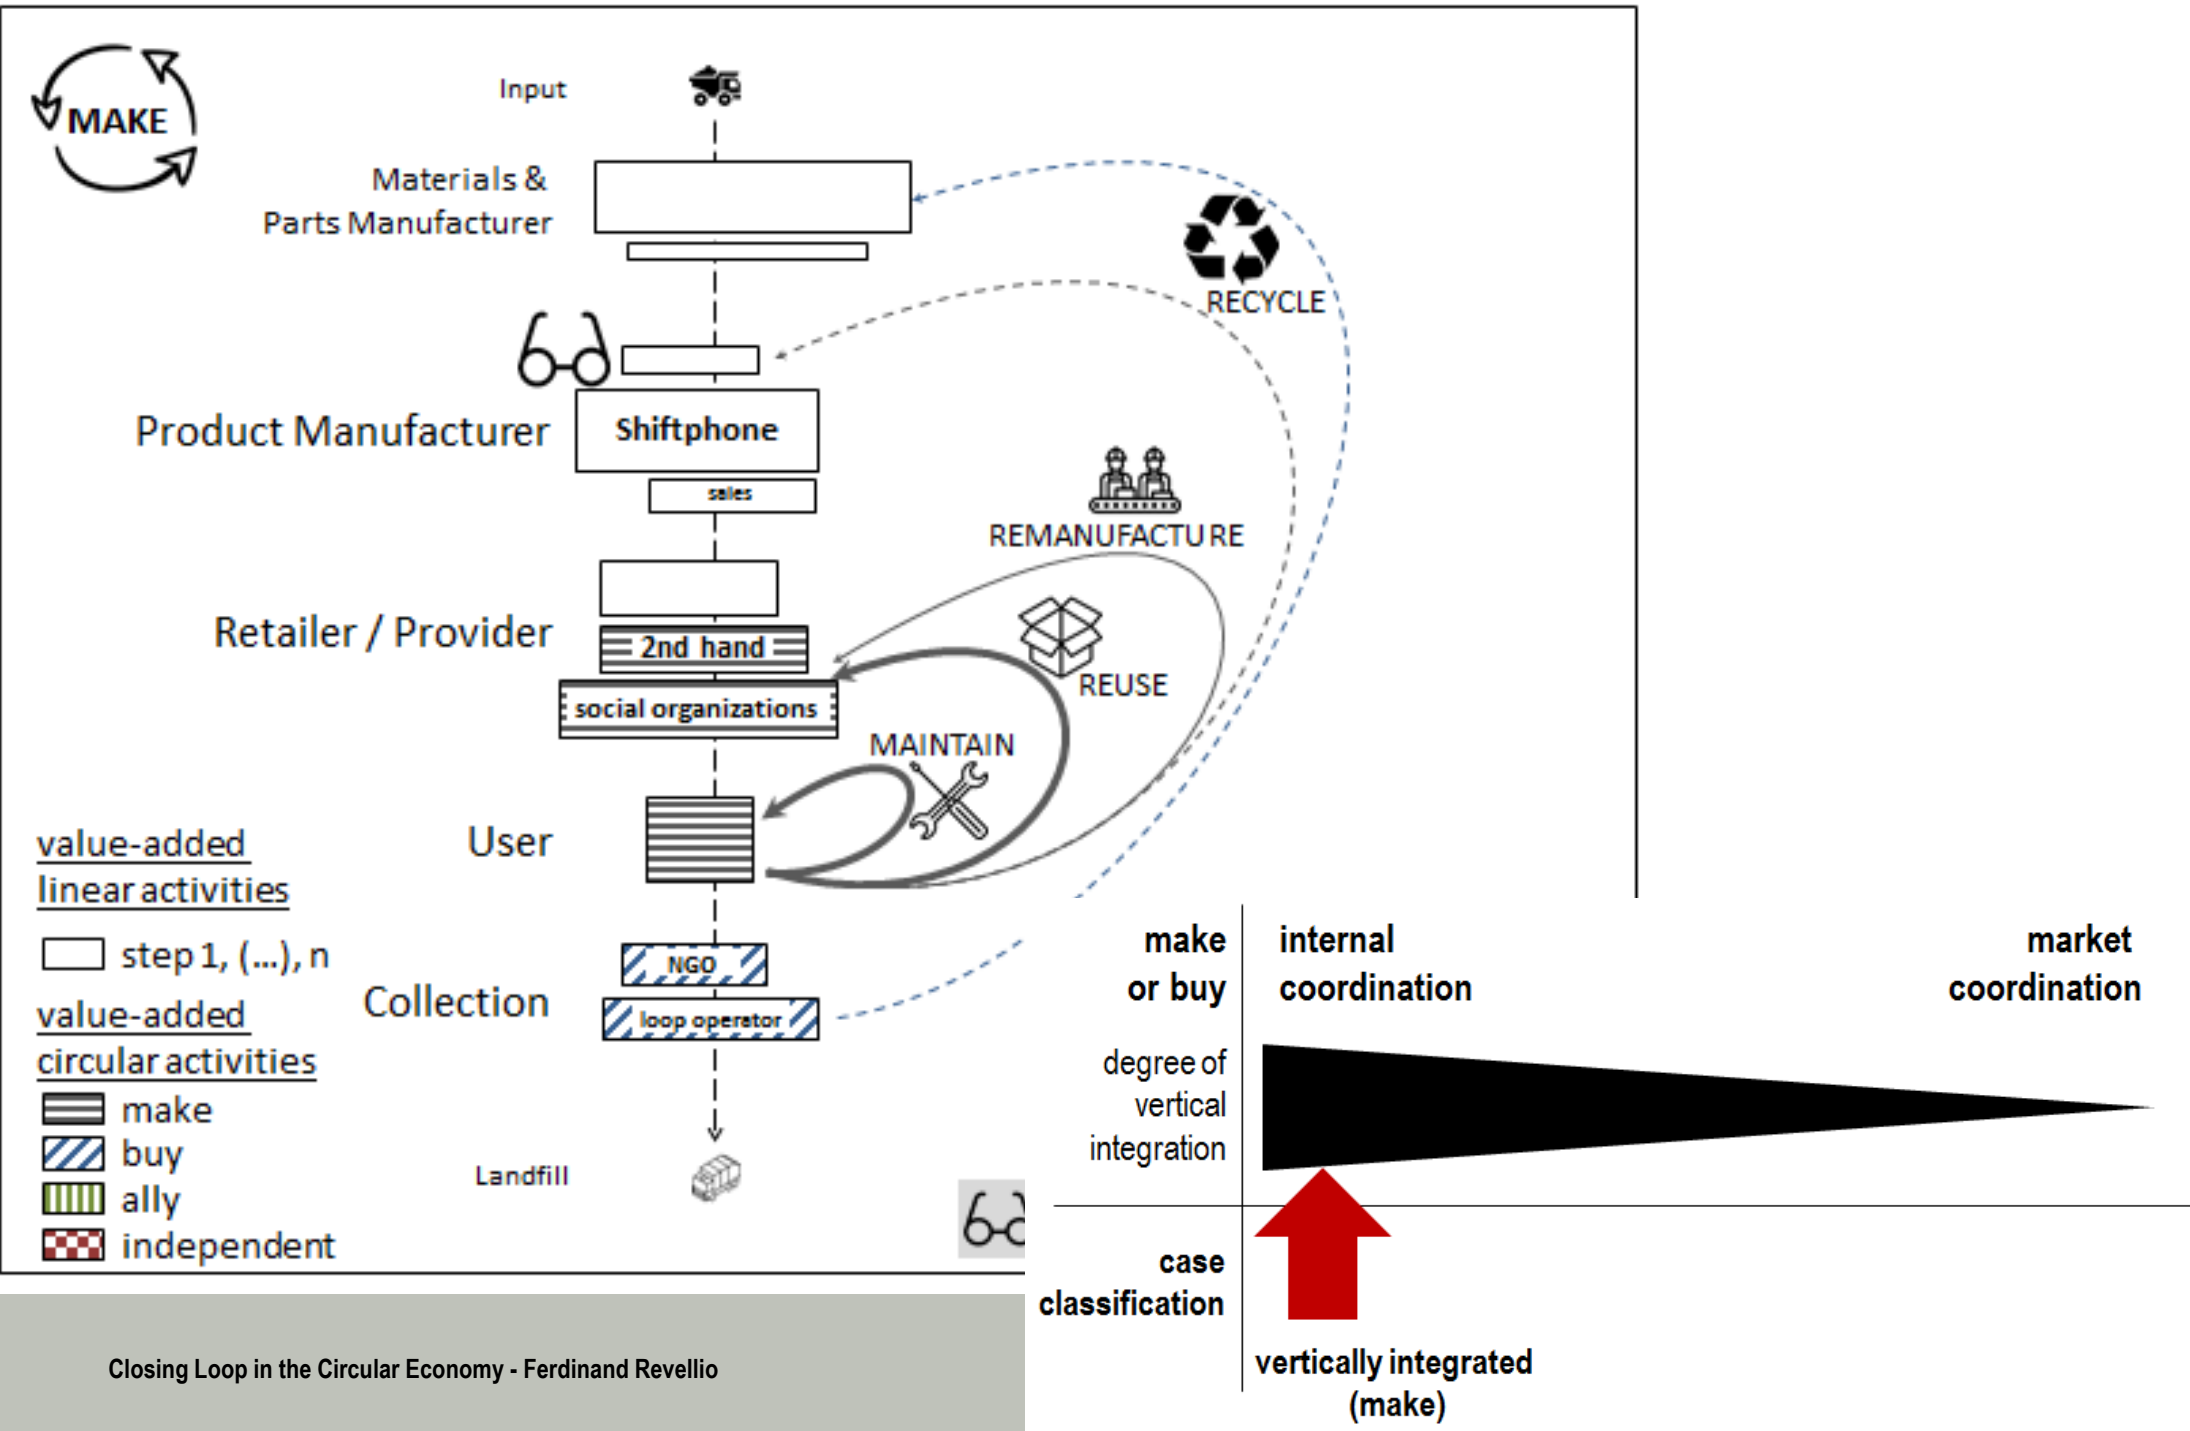 MAKE
Input
Materials &
Parts Manufacturer
RECYCLE
Product Manufacturer
Shiftphone
sales
REMANUFACTURE
Retailer / Provider
2nd hand
REUSE
social organizations
MAINTAIN
User
value-added
linear activities
step 1, (...), n
NGO
Collection
loop operator
value-added
circular activities
make
buy
ally
independent
Landfill
make
or buy
internal
coordination
market
coordination
degree of
vertical
integration
case
classification
vertically integrated
(make)
Closing Loop in the Circular Economy - Ferdinand Revellio